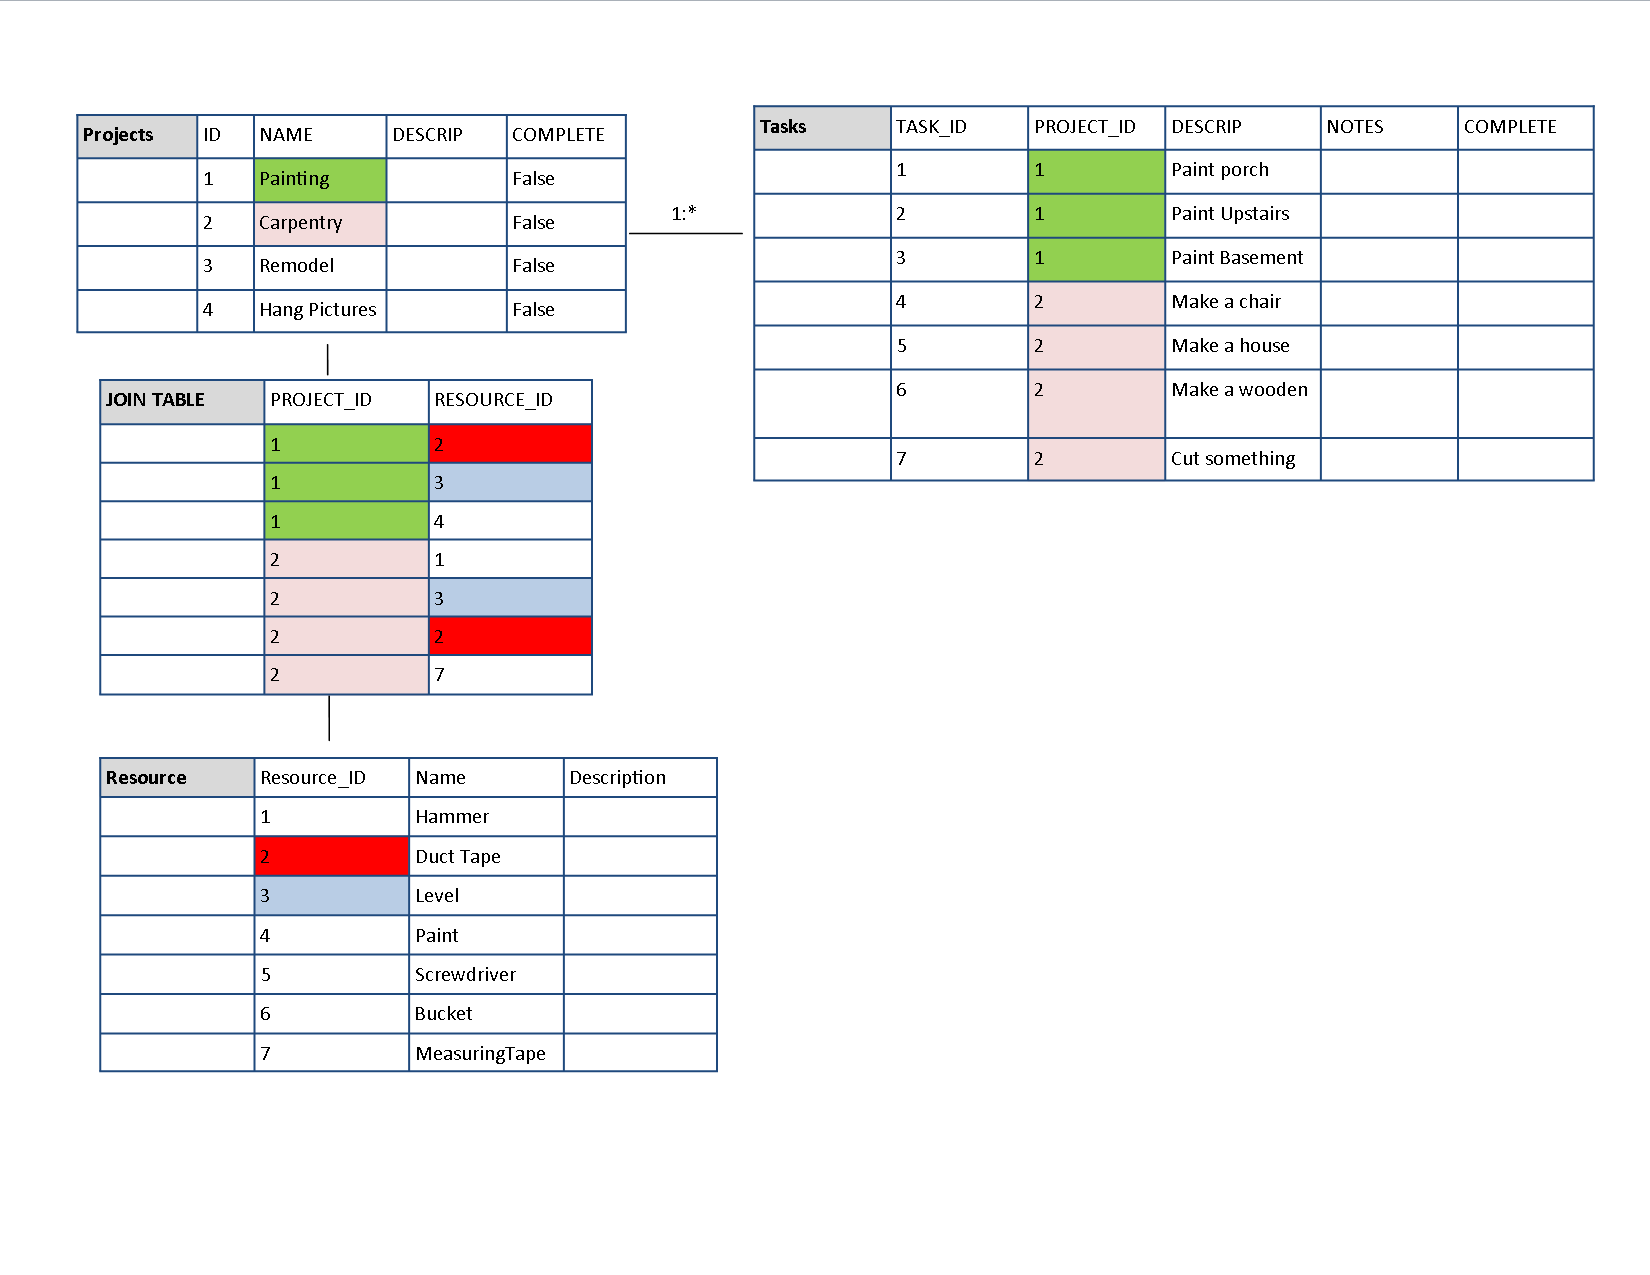 Projects ID NAME DESCRIP COMPLETE
1 Painting False
2 Carpentry False
3 Remodel False
4 Hang Pictures False
1:*
Tasks TASK_ID PROJECT_ID DESCRIP NOTES COMPLETE
1 1 Paint porch
2 1 Paint Upstairs
3 1 Paint Basement
4 2 Make a chair
5 2 Make a house
6 2 Make a wooden
7 2 Cut something
JOIN TABLE PROJECT_ID RESOURCE_ID
1 2
1 3
1 4
2 1
2 3
2 2
2 7
Resource Resource_ID Name Description
1 Hammer
2 Duct Tape
3 Level
4 Paint
5 Screwdriver
6 Bucket
7 MeasuringTape